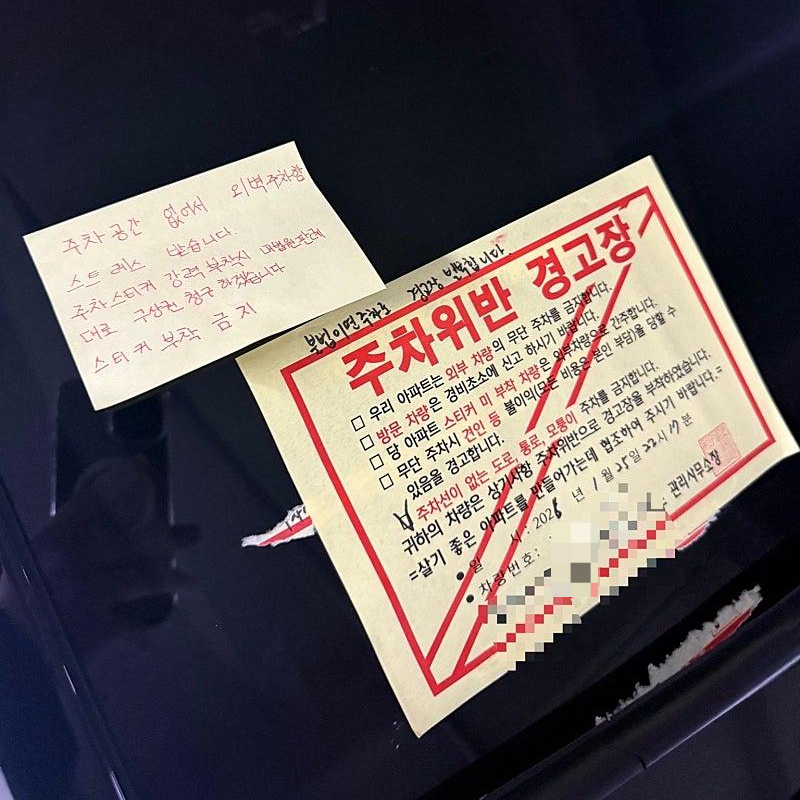 주차 공간 없어서 외벽주차함
스트레스 받습니다.
주차스티커 강력 부착시 대법원판례
대로 구상권 청구 하겠습니다
스티커 부착 금지
불법이면주차로 경고장 발부합니다.
주차위반 경고장
□ 우리 아파트는 외부 차량의 무단 주차를 금지합니다.
□ 방문 차량은 경비초소에 신고 하시기 바랍니다.
□ 당 아파트 스티커 미 부착 차량은 외부차량으로 간주합니다.
□ 무단 주차시 견인 등 불이익(모든 비용은 본인 부담)을 당할 수
있음을 경고합니다.
□ 주차선이 없는 도로, 통로, 모퉁이 주차를 금지합니다.
귀하의 차량은 상기사항 주차위반으로 경고장을 부착하였습니다.
=살기 좋은 아파트를 만들어가는데 협조하여 주시기 바랍니다.=
• 일 시: 202 년 1월 25일 22시 17분
• 차량번호:
관리사무소장